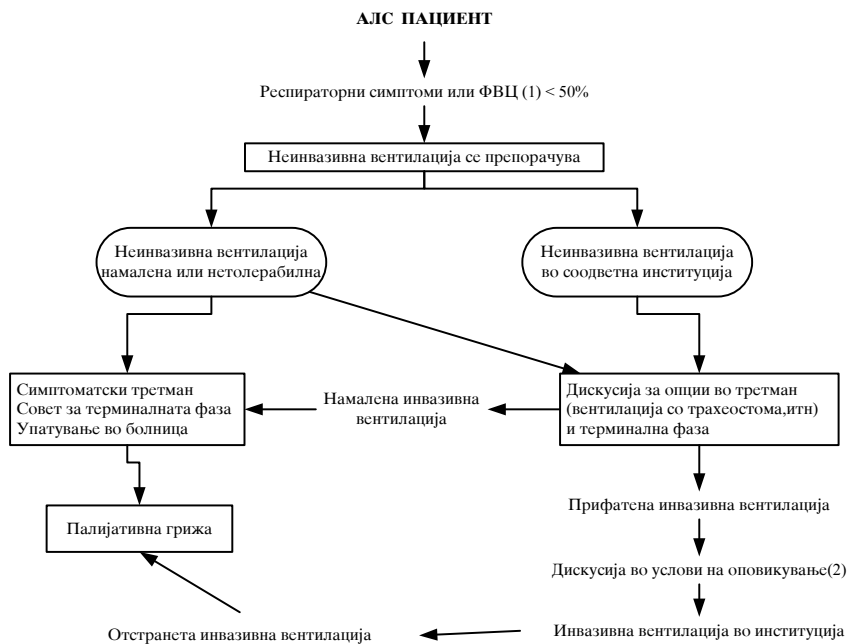 АЛС ПАЦИЕНТ
Респираторни симптоми или ФВЦ (1) < 50%
Неинвазивна вентилација се препорачува
Неинвазивна вентилација
намалена или нетолерабилна
Неинвазивна вентилација
во соодветна институција
Симптоматски третман
Совет за терминалната фаза
Упатување во болница
Намалена инвазивна
вентилација
Дискусија за опции во третман
(вентилација со трахеостома,итн)
и терминална фаза
Прифатена инвазивна вентилација
Палијативна грижа
Дискусија во услови на оповикување(2)
Отстранета инвазивна вентилација
Инвазивна вентилација во институција